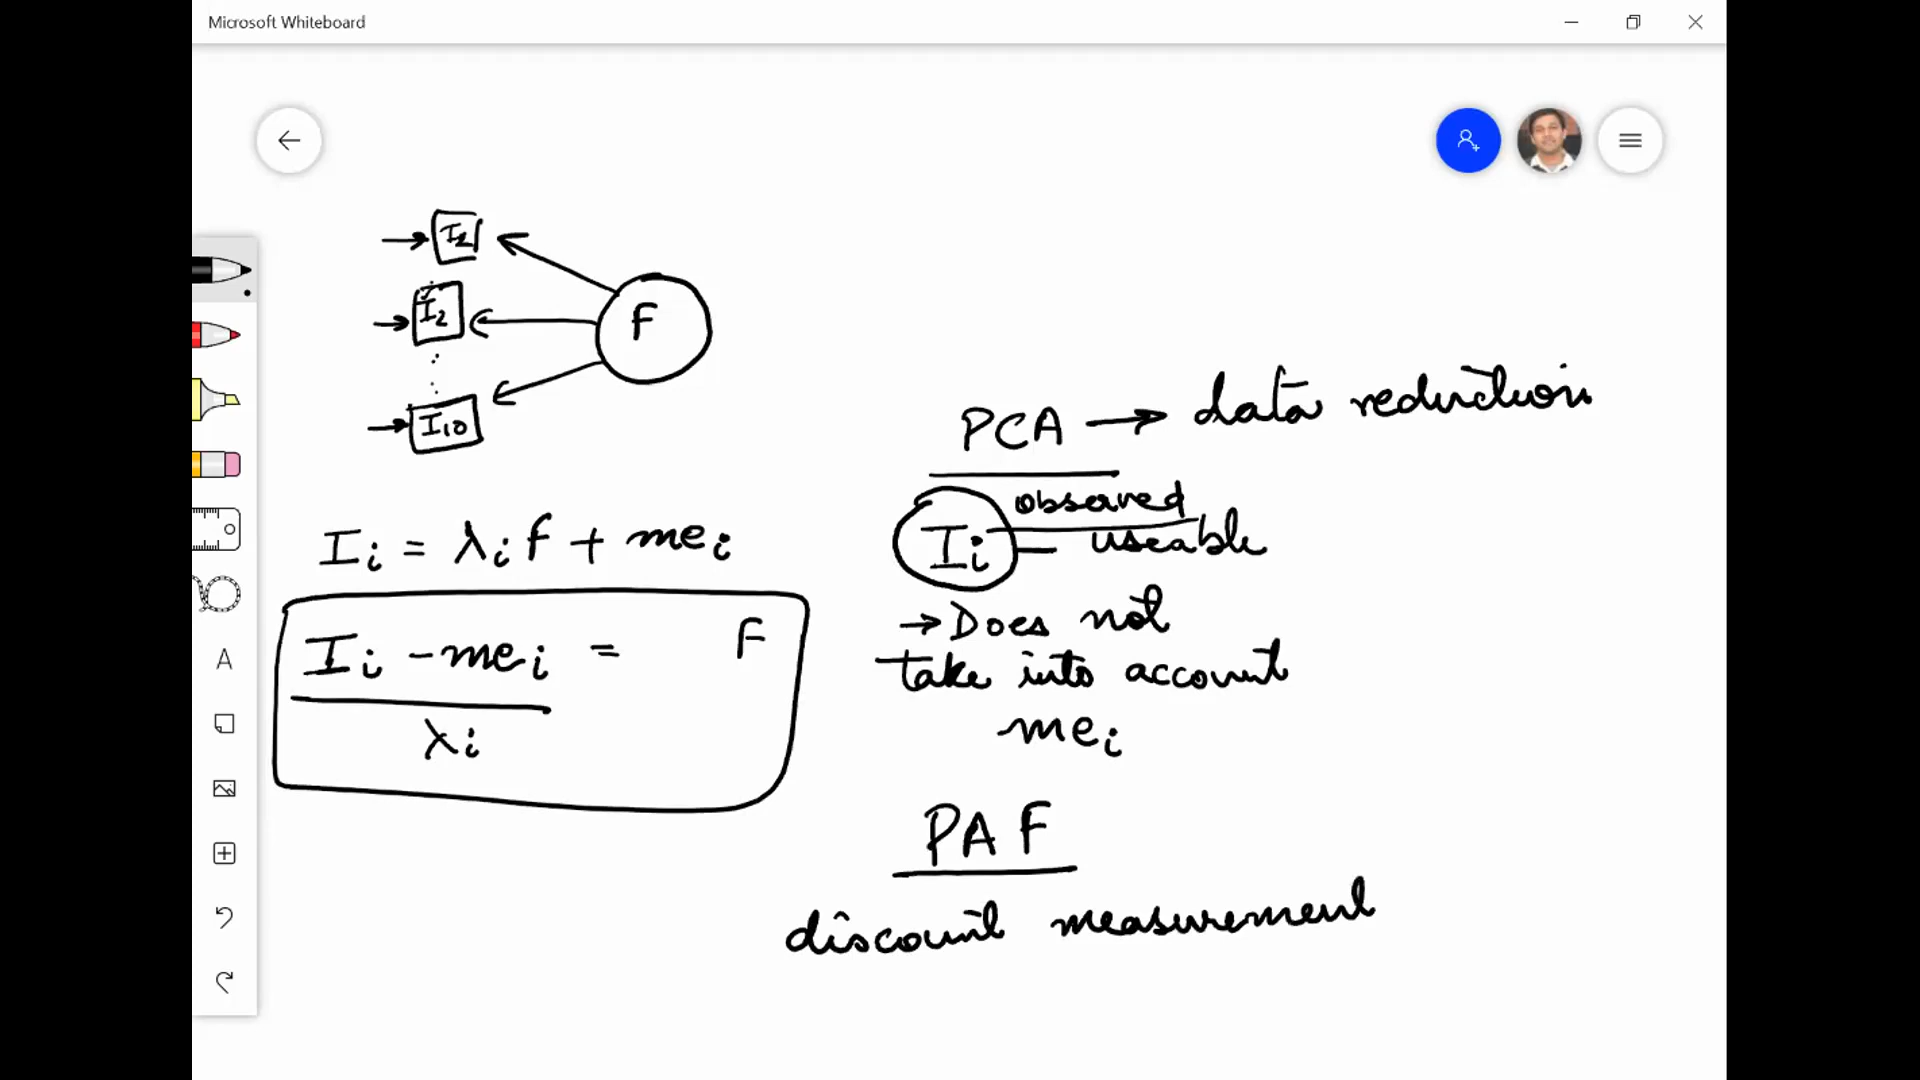 Microsoft Whiteboard
I2
I2
I10
F
Ii = λi f + mei
Ii - mei = F
λi
PCA → data reduction
Ii observed
useable
→ Does not
take into account
mei
PAF
discount measurement
A